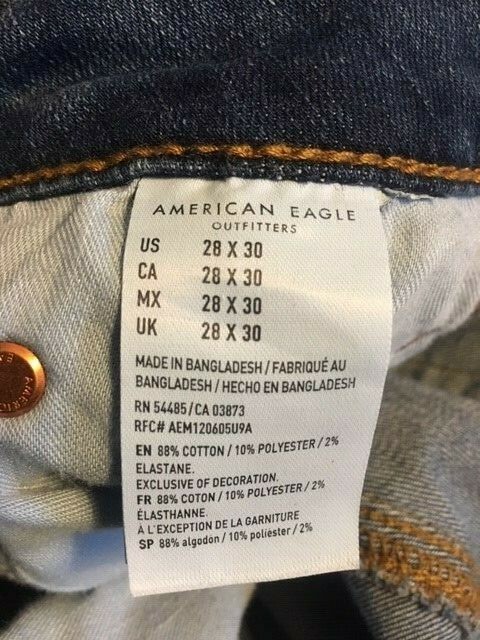 AMERICAN EAGLE
OUTFITTERS
US 28 X 30
CA 28 X 30
MX 28 X 30
UK 28 X 30
MADE IN BANGLADESH / FABRIQUÉ AU
BANGLADESH / HECHO EN BANGLADESH
RN 54485/CA 03873
RFC# AEM120605U9A
EN 88% COTTON / 10% POLYESTER / 2%
ELASTANE.
EXCLUSIVE OF DECORATION.
FR 88% COTON / 10% POLYESTER / 2%
ÉLASTHANNE.
À L'EXCEPTION DE LA GARNITURE
SP 88% algodón / 10% poliéster / 2%